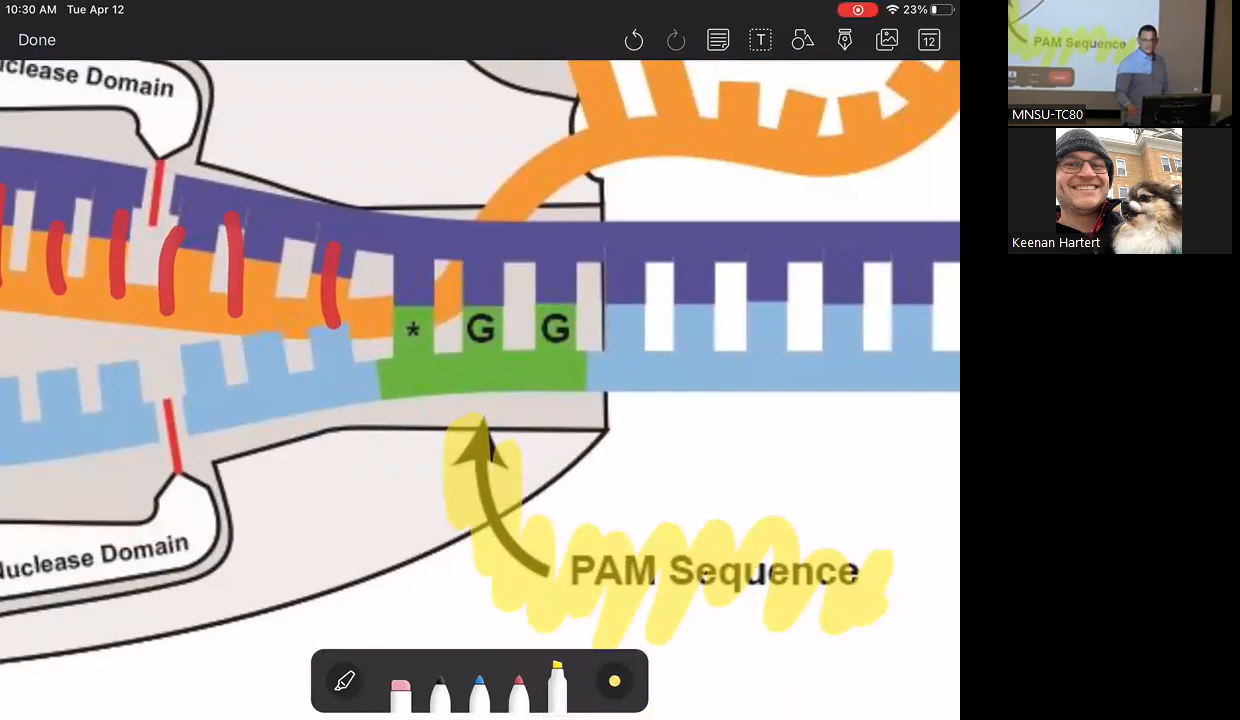 10:30 AM Tue Apr 12
23%
Done
T
12
Nuclease Domain
* G G
PAM Sequence
Nuclease Domain
PAM Sequence
MNSU-TC80
Keenan Hartert